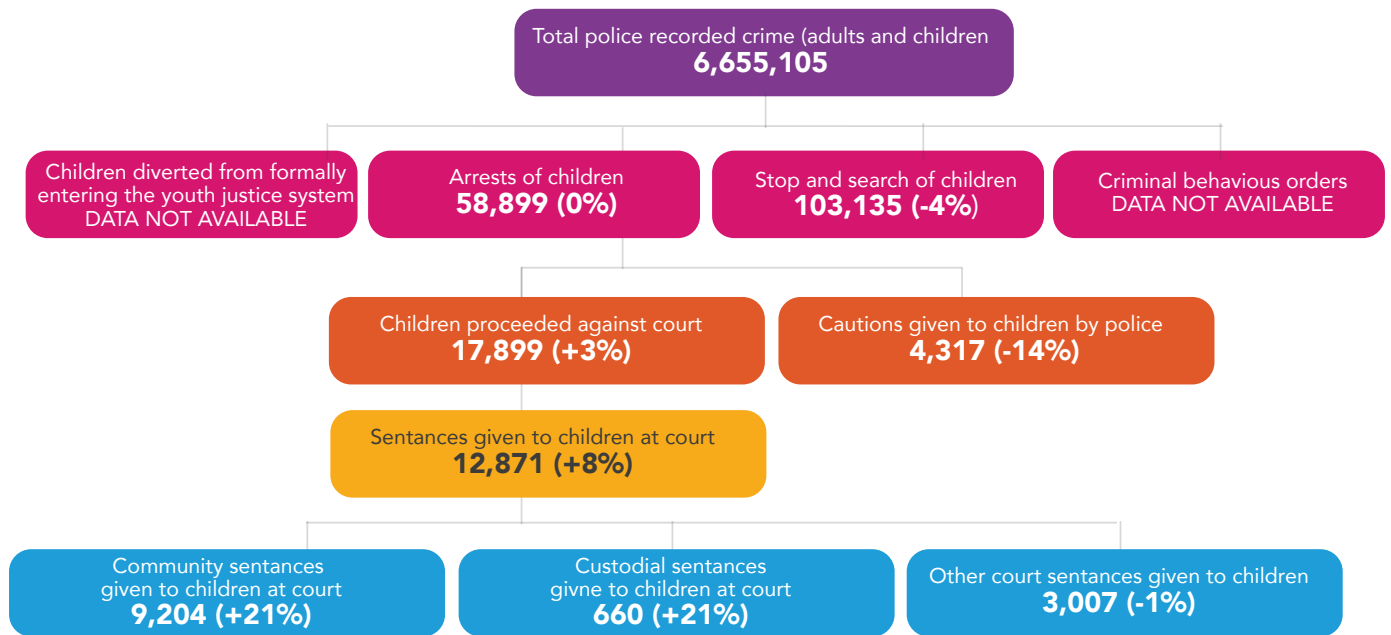 Total police recorded crime (adults and children
6,655,105
Children diverted from formally
entering the youth justice system
DATA NOT AVAILABLE
Arrests of children
58,899 (0%)
Stop and search of children
103,135 (-4%)
Criminal behavious orders
DATA NOT AVAILABLE
Children proceeded against court
17,899 (+3%)
Cautions given to children by police
4,317 (-14%)
Sentances given to children at court
12,871 (+8%)
Community sentances
given to children at court
9,204 (+21%)
Custodial sentances
givne to children at court
660 (+21%)
Other court sentances given to children
3,007 (-1%)